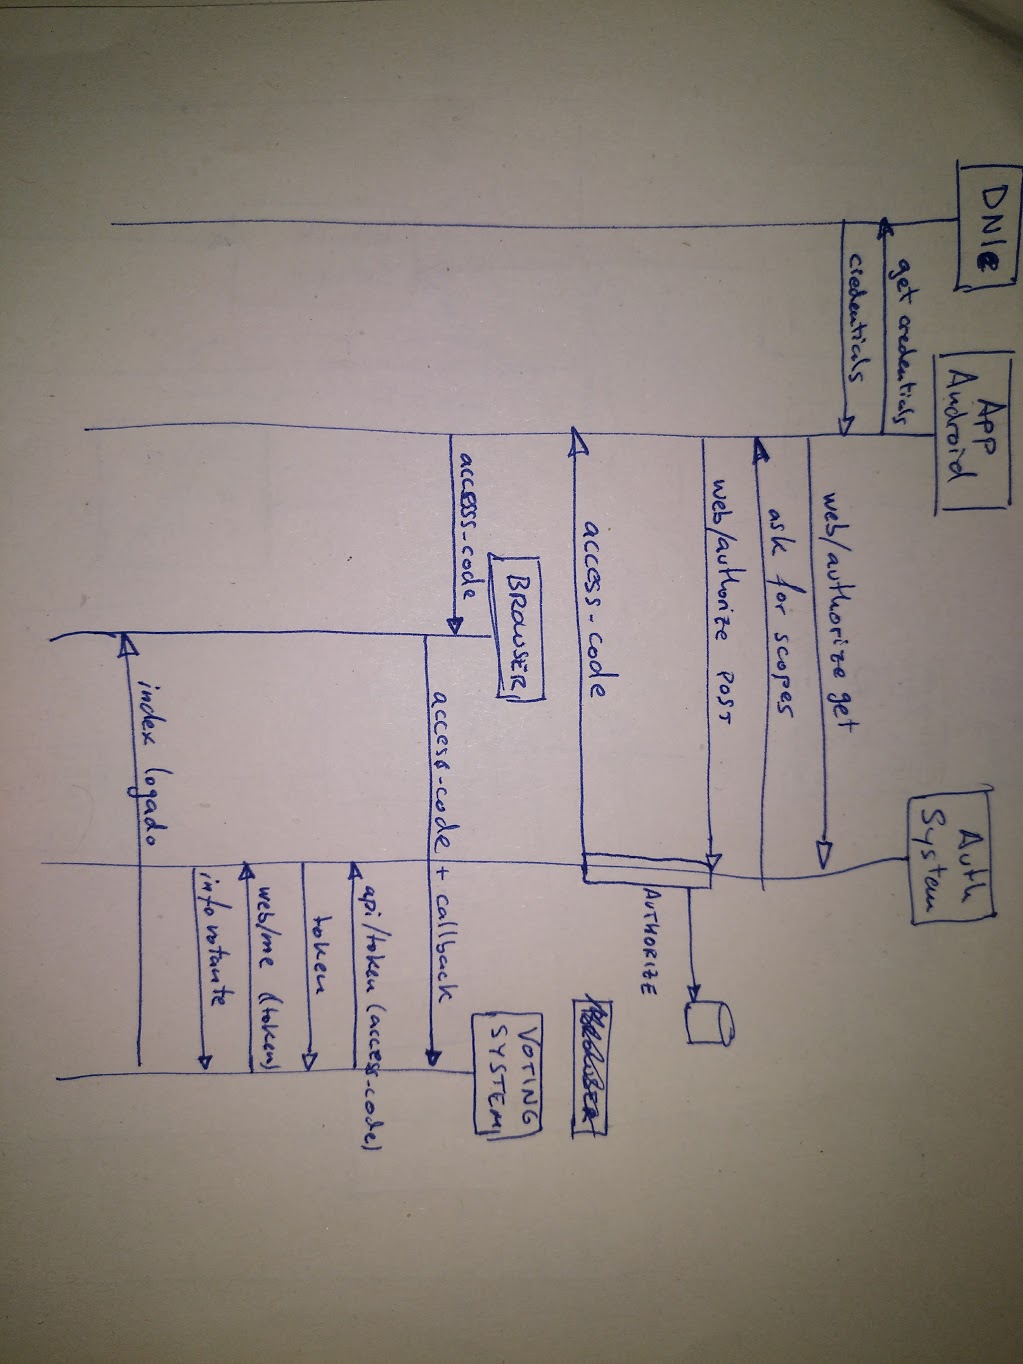 DNIe
App
Android
Auth
System
get credentials
credentials
web/authorize get
ask for scopes
web/authorize POST
AUTHORIZE
access-code
BROWSER
BROWSER
VOTING
SYSTEM
access-code
access-code + callback
api/token (access-code)
token
web/me (token)
info votante
index logado